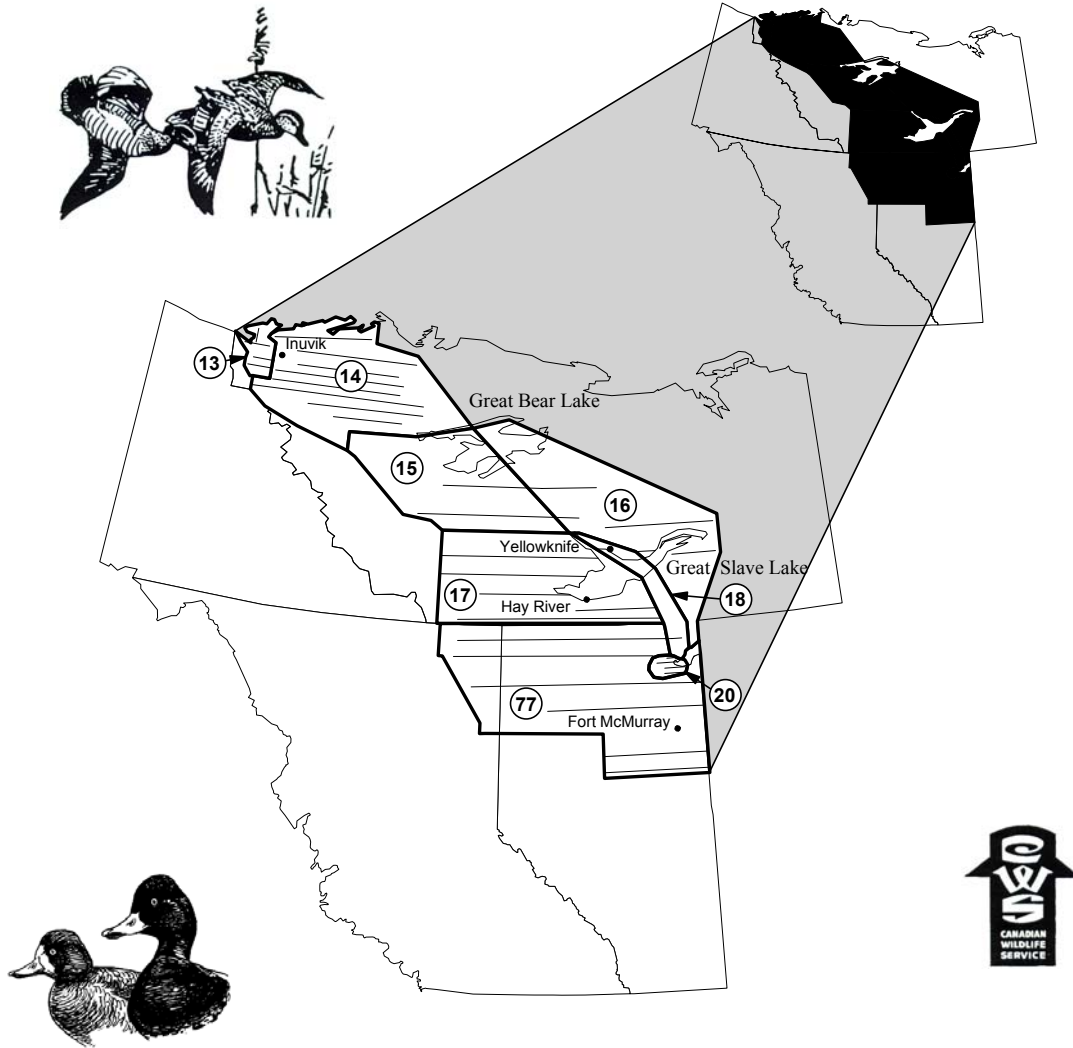 Inuvik
13
14
Great Bear Lake
15
16
Yellowknife
Great Slave Lake
17
Hay River
18
20
77
Fort McMurray
C
W
S
CANADIAN
WILDLIFE
SERVICE